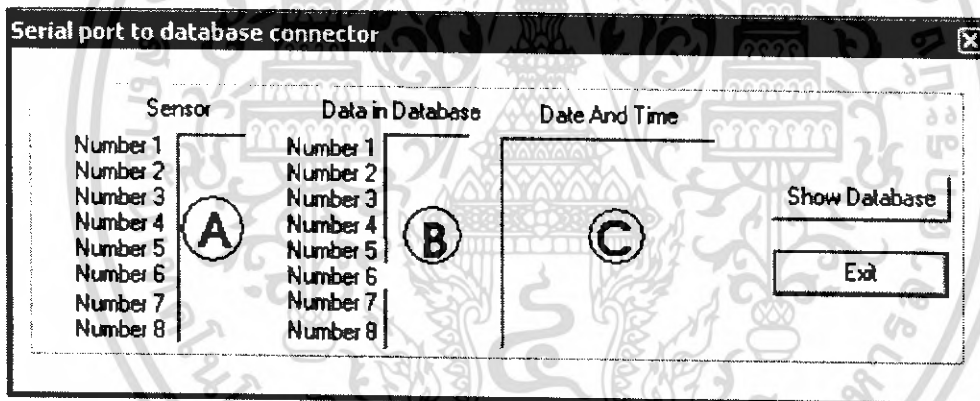 Serial port to database connector
Sensor Data in Database Date And Time
Number 1 Number 1
Number 2 Number 2
Number 3 Number 3
Number 4 Number 4
Number 5 Number 5
Number 6 Number 6
Number 7 Number 7
Number 8 Number 8
A B C
Show Database
Exit